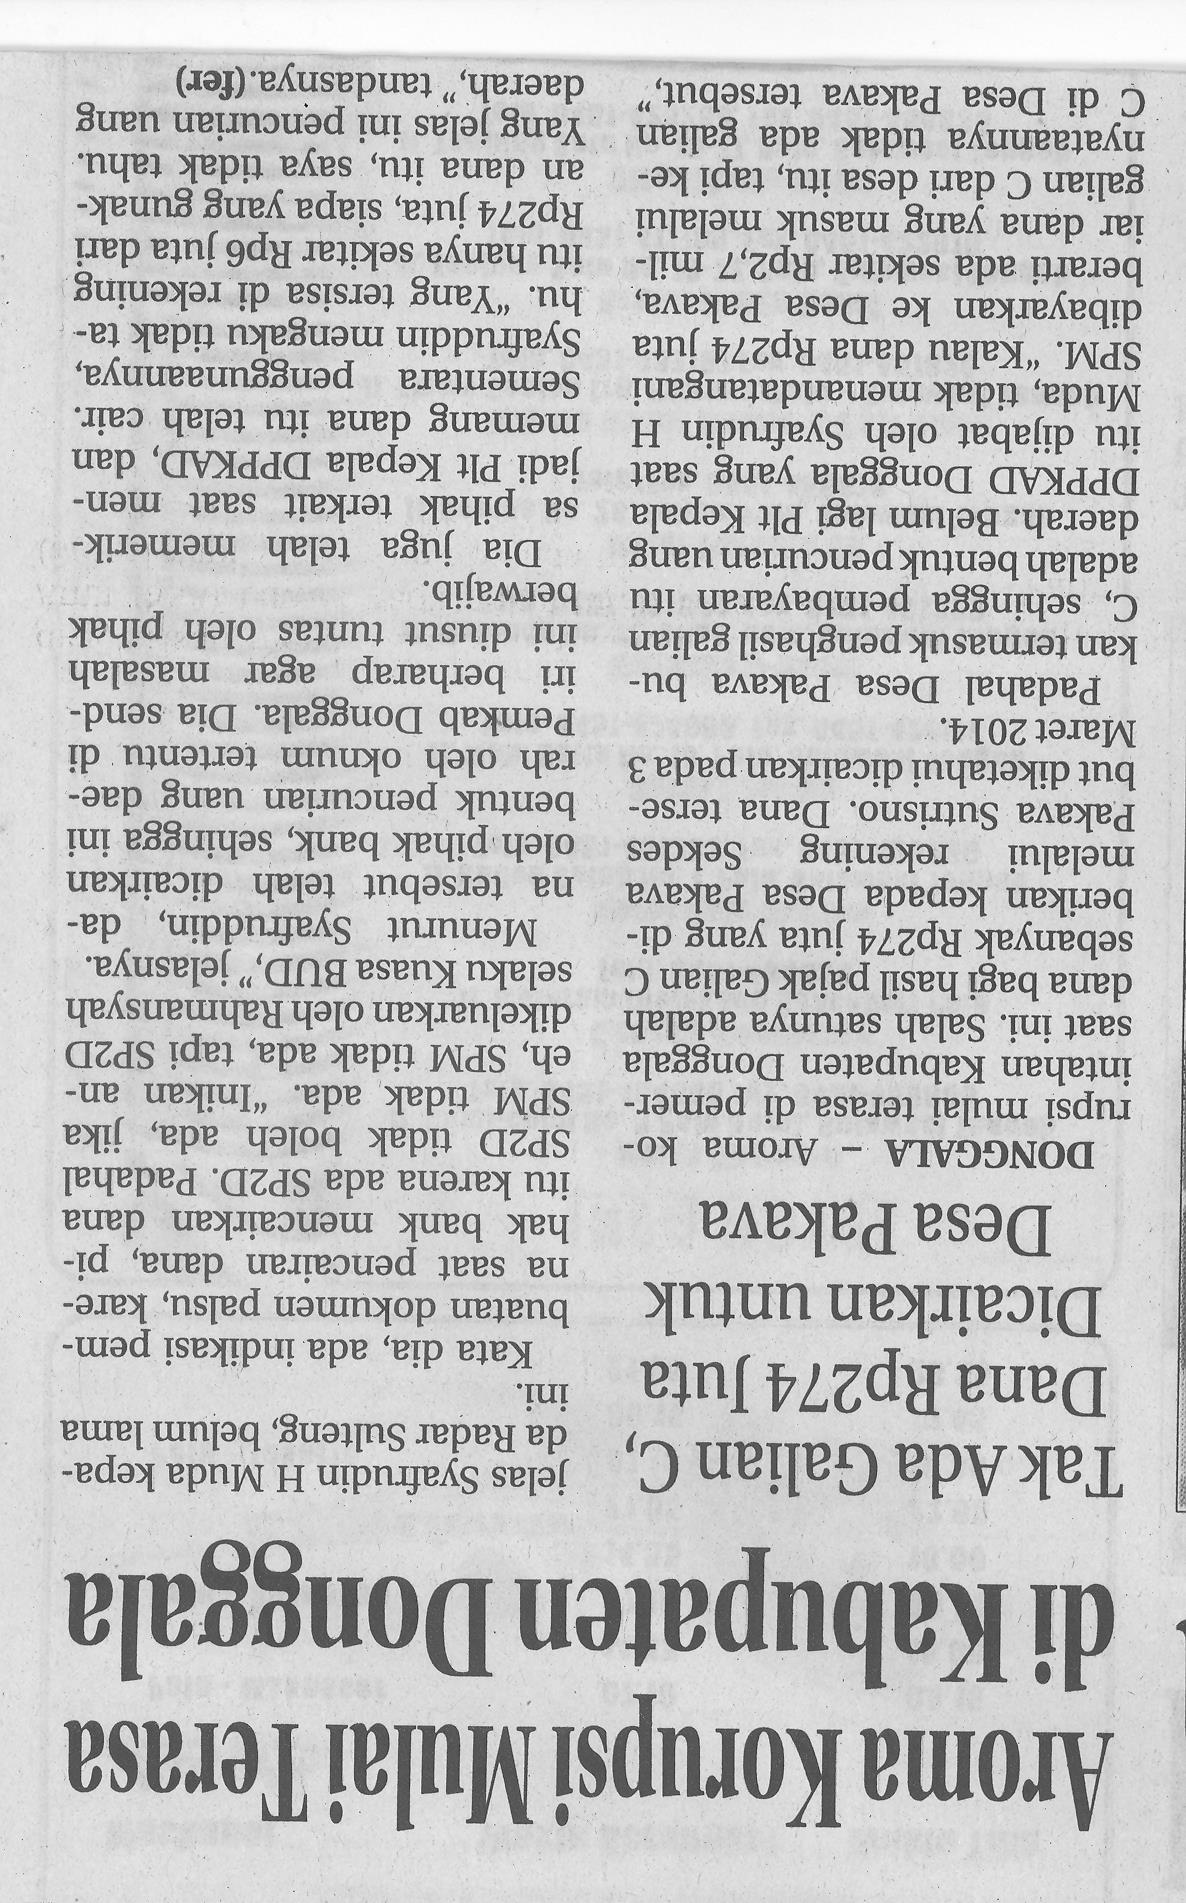 Aroma Korupsi Mulai Terasa
di Kabupaten Donggala
Tak Ada Galian C,
Dana Rp274 Juta
Dicairkan untuk
Desa Pakava
DONGGALA – Aroma ko-
rupsi mulai terasa di pemer-
intahan Kabupaten Donggala
saat ini. Salah satunya adalah
dana bagi hasil pajak Galian C
sebanyak Rp274 juta yang di-
berikan kepada Desa Pakava
melalui rekening Sekdes
Pakava Sutrisno. Dana terse-
but diketahui dicairkan pada 3
Maret 2014.
Padahal Desa Pakava bu-
kan termasuk penghasil galian
C, sehingga pembayaran itu
adalah bentuk pencurian uang
daerah. Belum lagi Plt Kepala
DPPKAD Donggala yang saat
itu dijabat oleh Syafrudin H
Muda, tidak menandatangani
SPM. “Kalau dana Rp274 juta
dibayarkan ke Desa Pakava,
berarti ada sekitar Rp2,7 mil-
iar dana yang masuk melalui
galian C dari desa itu, tapi ke-
nyataannya tidak ada galian
C di Desa Pakava tersebut,”
jelas Syafrudin H Muda kepa-
da Radar Sulteng, belum lama
ini.
Kata dia, ada indikasi pem-
buatan dokumen palsu, kare-
na saat pencairan dana, pi-
hak bank mencairkan dana
itu karena ada SP2D. Padahal
SP2D tidak boleh ada, jika
SPM tidak ada. “Inikan an-
eh, SPM tidak ada, tapi SP2D
dikeluarkan oleh Rahmansyah
selaku Kuasa BUD,” jelasnya.
Menurut Syafruddin, da-
na tersebut telah dicairkan
oleh pihak bank, sehingga ini
bentuk pencurian uang dae-
rah oleh oknum tertentu di
Pemkab Donggala. Dia send-
iri berharap agar masalah
ini diusut tuntas oleh pihak
berwajib.
Dia juga telah memerik-
sa pihak terkait saat men-
jadi Plt Kepala DPPKAD, dan
memang dana itu telah cair.
Sementara penggunaannya,
Syafruddin mengaku tidak ta-
hu. “Yang tersisa di rekening
itu hanya sekitar Rp6 juta dari
Rp274 juta, siapa yang gunak-
an dana itu, saya tidak tahu.
Yang jelas ini pencurian uang
daerah,” tandasnya.(fer)